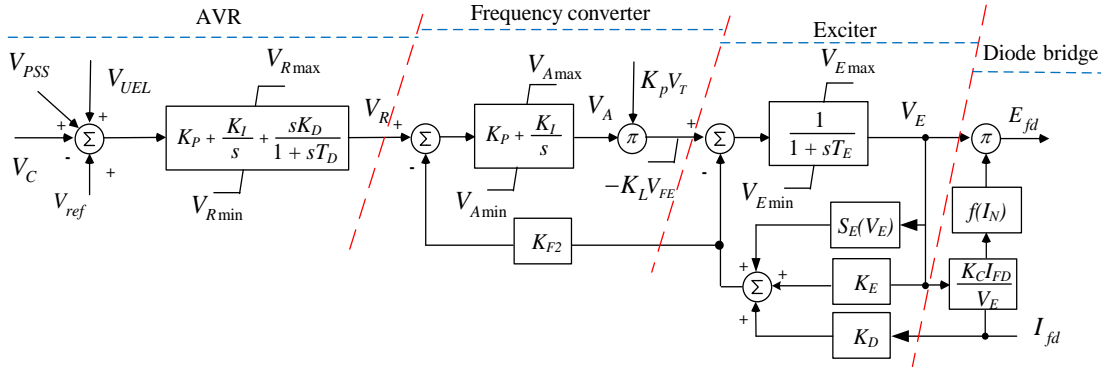 AVR
Frequency converter
Exciter
Diode bridge
V_PSS
V_UEL
V_C
V_ref
+
+
-
+
Σ
V_Rmax
K_P + K_I/s + sK_D/(1 + sT_D)
V_Rmin
V_R
+
-
Σ
V_Amax
K_P + K_I/s
V_Amin
V_A
K_pV_T
π
-K_LV_FE
+
-
Σ
V_Emax
1/(1 + sT_E)
V_Emin
V_E
π
E_fd
f(I_N)
K_CI_FD/V_E
I_fd
K_F2
S_E(V_E)
K_E
K_D
+
+
+
Σ